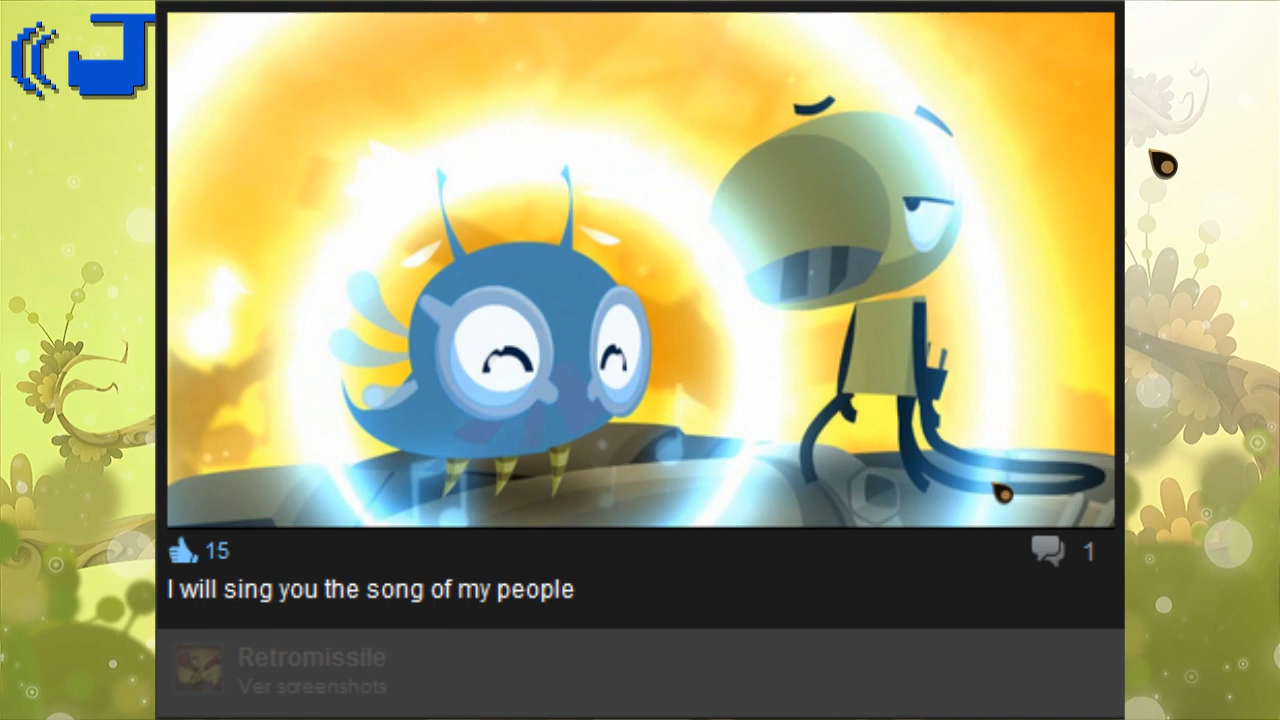 J
15
1
I will sing you the song of my people
Retromissile
Ver screenshots